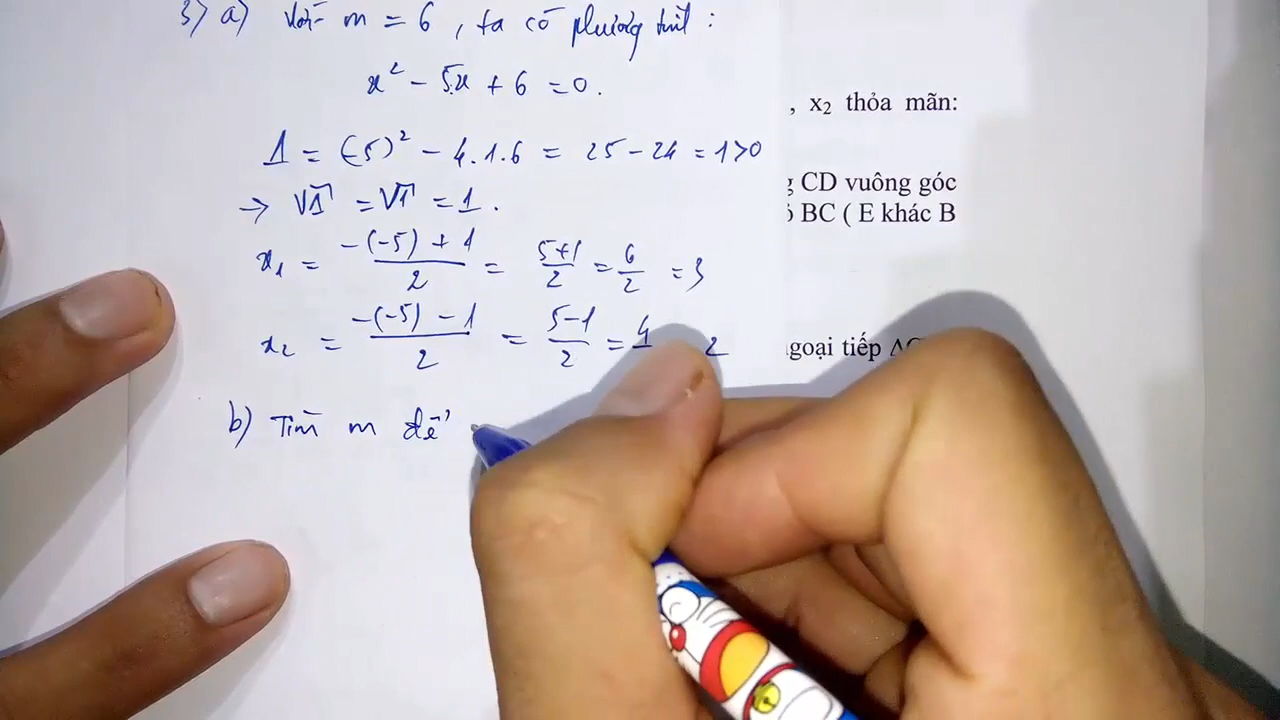 3) a) Với m = 6, ta có phương trình:
x² - 5x + 6 = 0.
Δ = (-5)² - 4.1.6 = 25 - 24 = 1 > 0
→ √Δ = √1 = 1.
x₁ = (-(-5) + 1)/2 = (5+1)/2 = 6/2 = 3
x₂ = (-(-5) - 1)/2 = (5-1)/2 = 4 2
b) Tìm m để
, x₂ thỏa mãn:
CD vuông góc
BC ( E khác B
ngoại tiếp